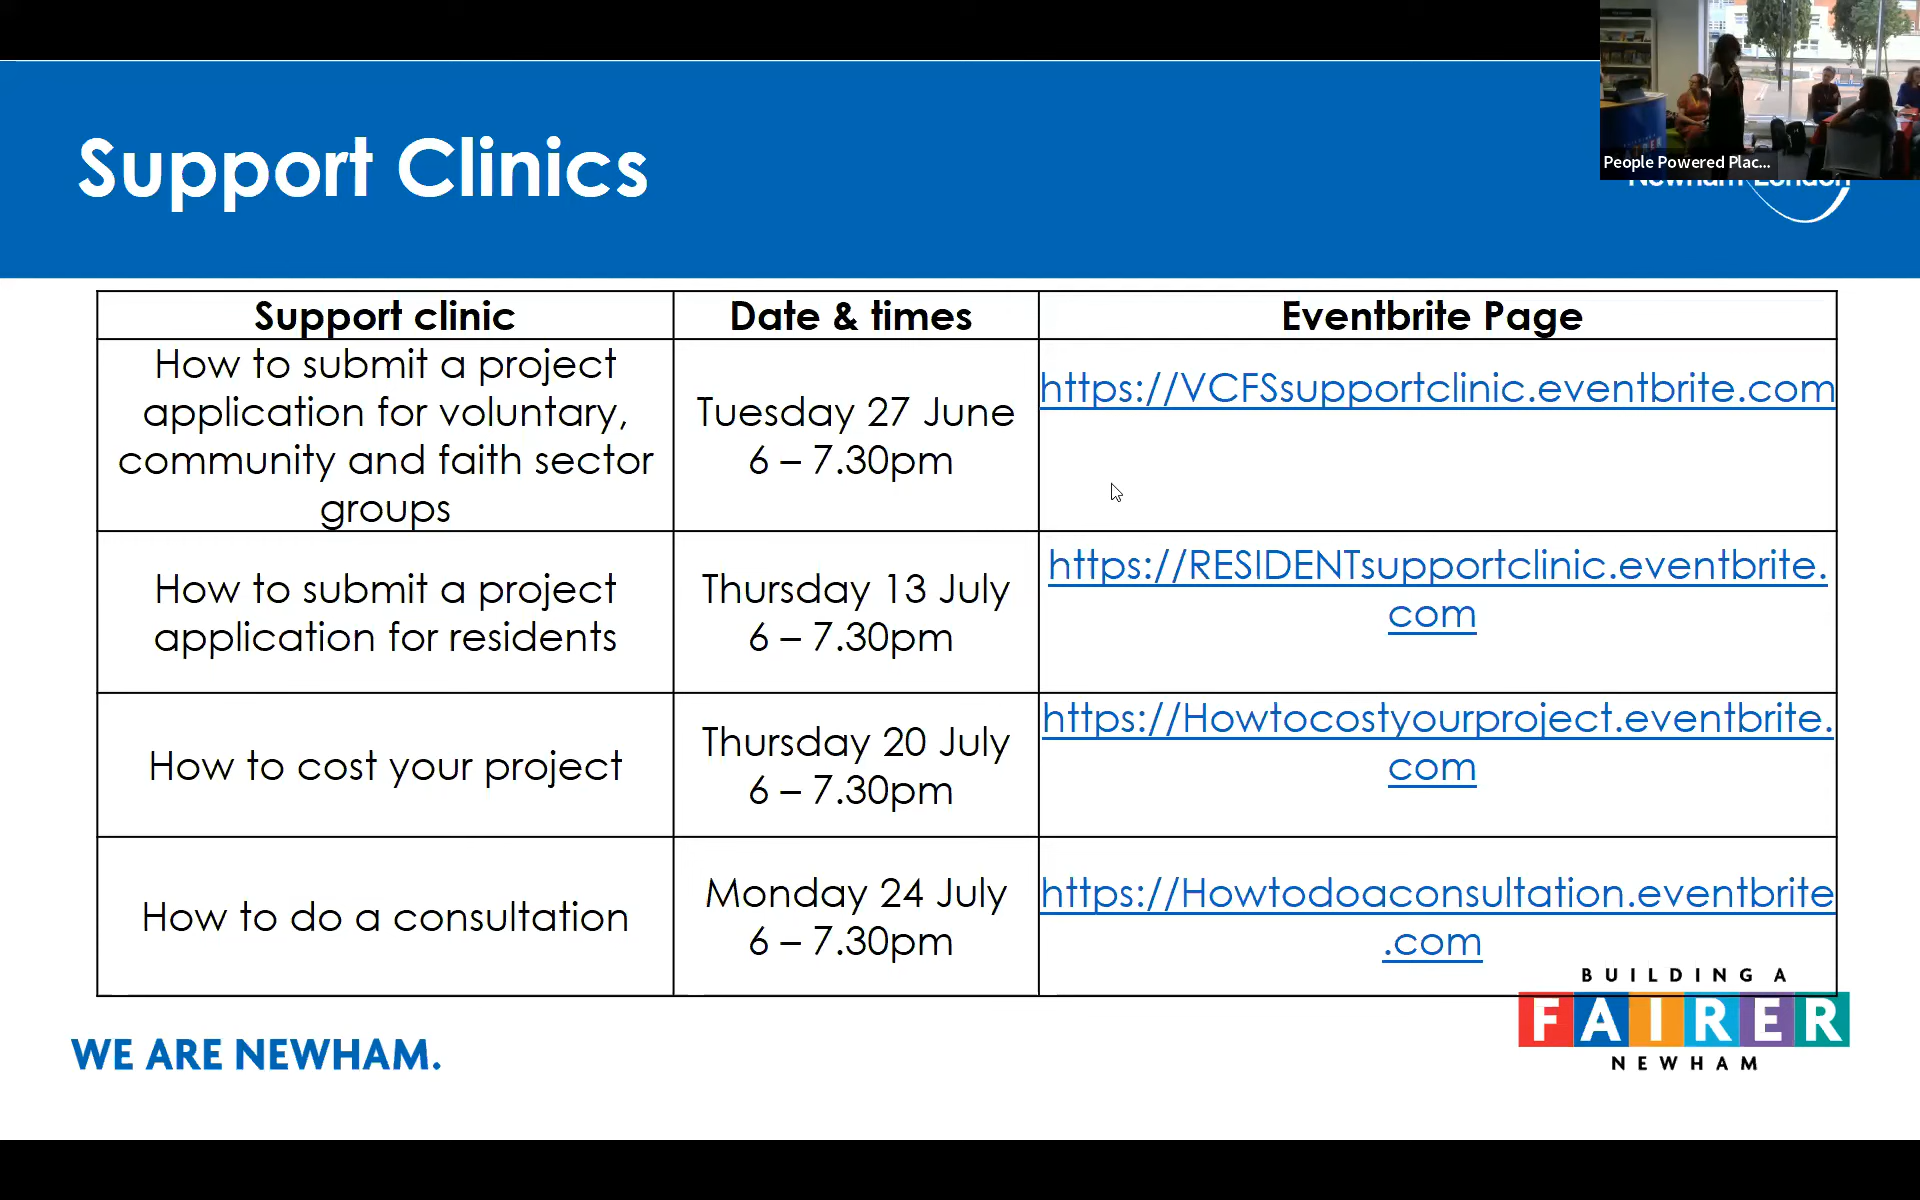 People Powered Plac...
Newham London
Support Clinics
Support clinic
Date & times
Eventbrite Page
How to submit a project
application for voluntary,
community and faith sector
groups
Tuesday 27 June
6 – 7.30pm
https://VCFSsupportclinic.eventbrite.com
How to submit a project
application for residents
Thursday 13 July
6 – 7.30pm
https://RESIDENTsupportclinic.eventbrite.
com
How to cost your project
Thursday 20 July
6 – 7.30pm
https://Howtocostyourproject.eventbrite.
com
How to do a consultation
Monday 24 July
6 – 7.30pm
https://Howtodoaconsultation.eventbrite
.com
WE ARE NEWHAM.
BUILDING A
FAIRER
NEWHAM